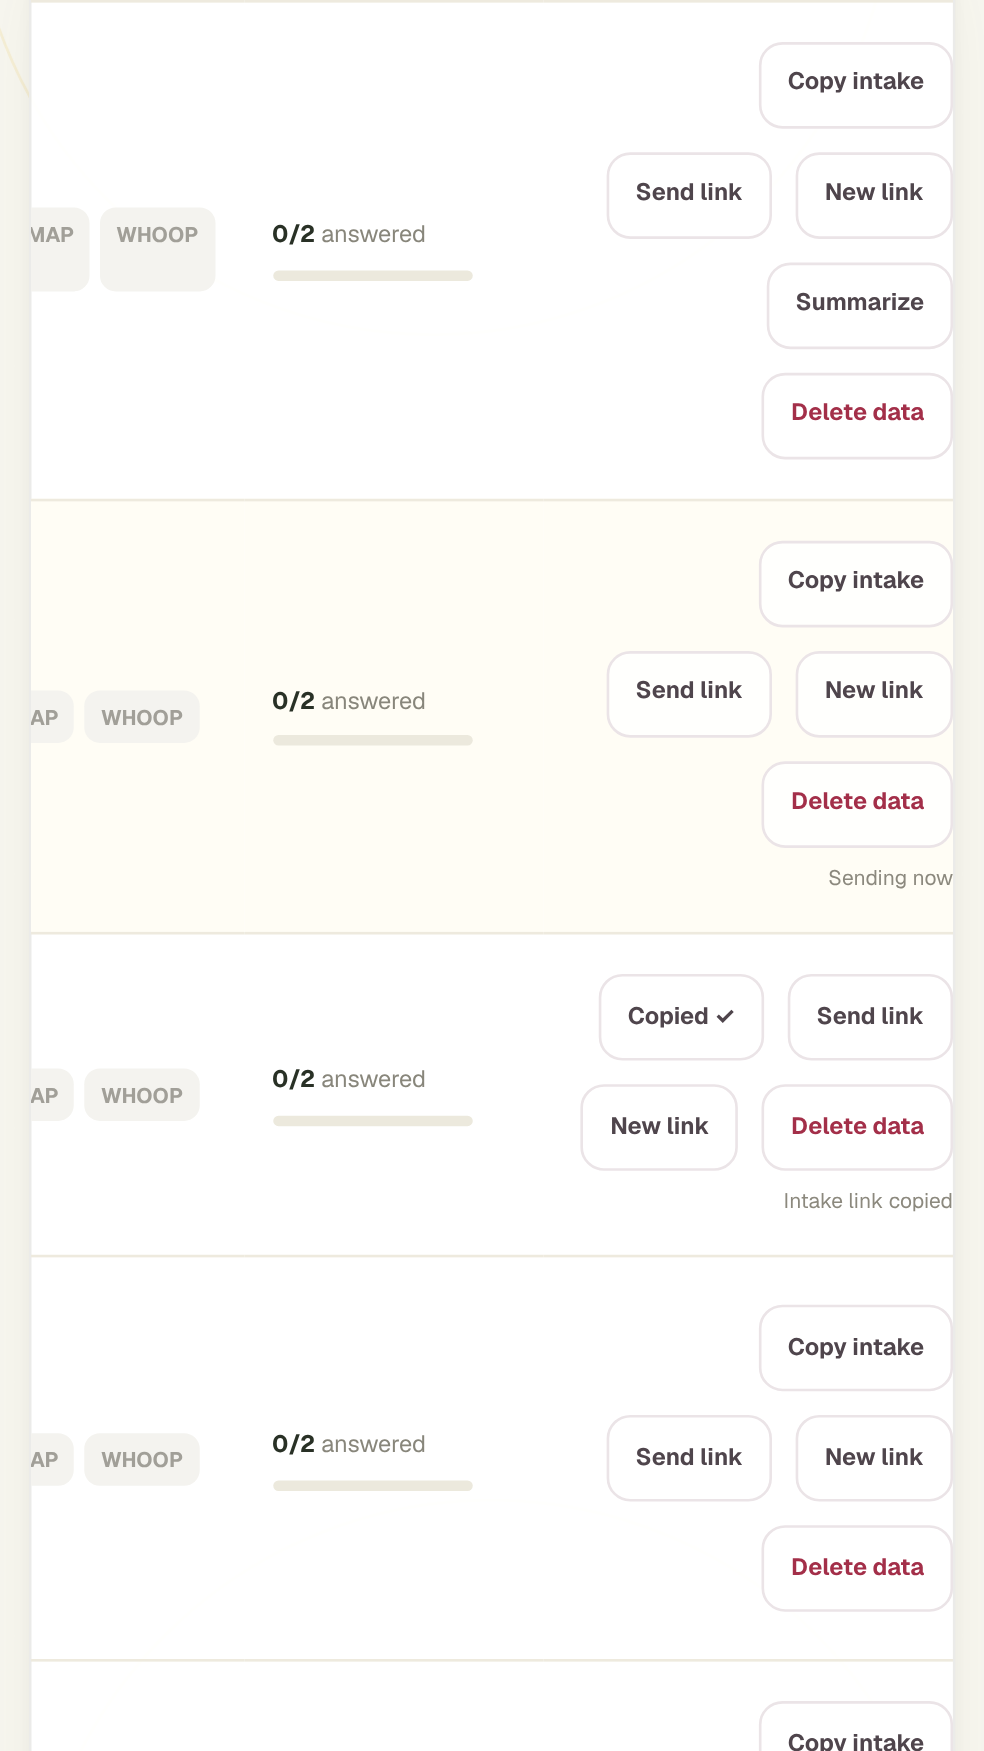 Copy intake
Send link New link
MAP WHOOP 0/2 answered
Summarize
Delete data
Copy intake
Send link New link
AP WHOOP 0/2 answered
Delete data
Sending now
Copied ✓ Send link
AP WHOOP 0/2 answered
New link Delete data
Intake link copied
Copy intake
AP WHOOP 0/2 answered
Send link New link
Delete data
Copy intake